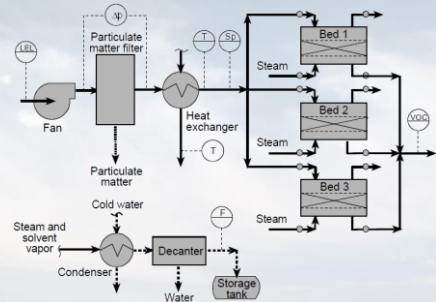 LEL
Δp
Particulate
matter filter
T
Sp
Bed 1
Steam
Fan
Heat
exchanger
Bed 2
VOC
T
Particulate
matter
Steam
Bed 3
Cold water
Steam and
solvent
vapor
F
Decanter
Steam
Condenser
Water
Storage
tank